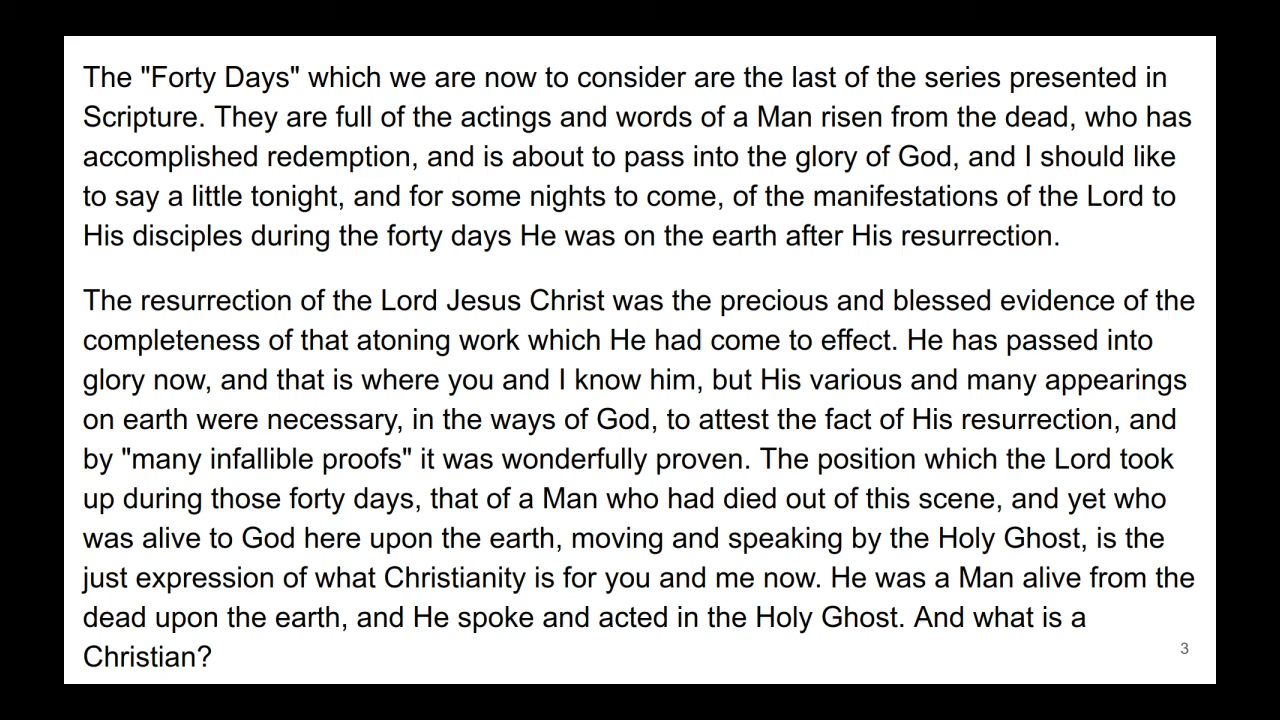 The "Forty Days" which we are now to consider are the last of the series presented in
Scripture. They are full of the actings and words of a Man risen from the dead, who has
accomplished redemption, and is about to pass into the glory of God, and I should like
to say a little tonight, and for some nights to come, of the manifestations of the Lord to
His disciples during the forty days He was on the earth after His resurrection.
The resurrection of the Lord Jesus Christ was the precious and blessed evidence of the
completeness of that atoning work which He had come to effect. He has passed into
glory now, and that is where you and I know him, but His various and many appearings
on earth were necessary, in the ways of God, to attest the fact of His resurrection, and
by "many infallible proofs" it was wonderfully proven. The position which the Lord took
up during those forty days, that of a Man who had died out of this scene, and yet who
was alive to God here upon the earth, moving and speaking by the Holy Ghost, is the
just expression of what Christianity is for you and me now. He was a Man alive from the
dead upon the earth, and He spoke and acted in the Holy Ghost. And what is a
Christian?
3